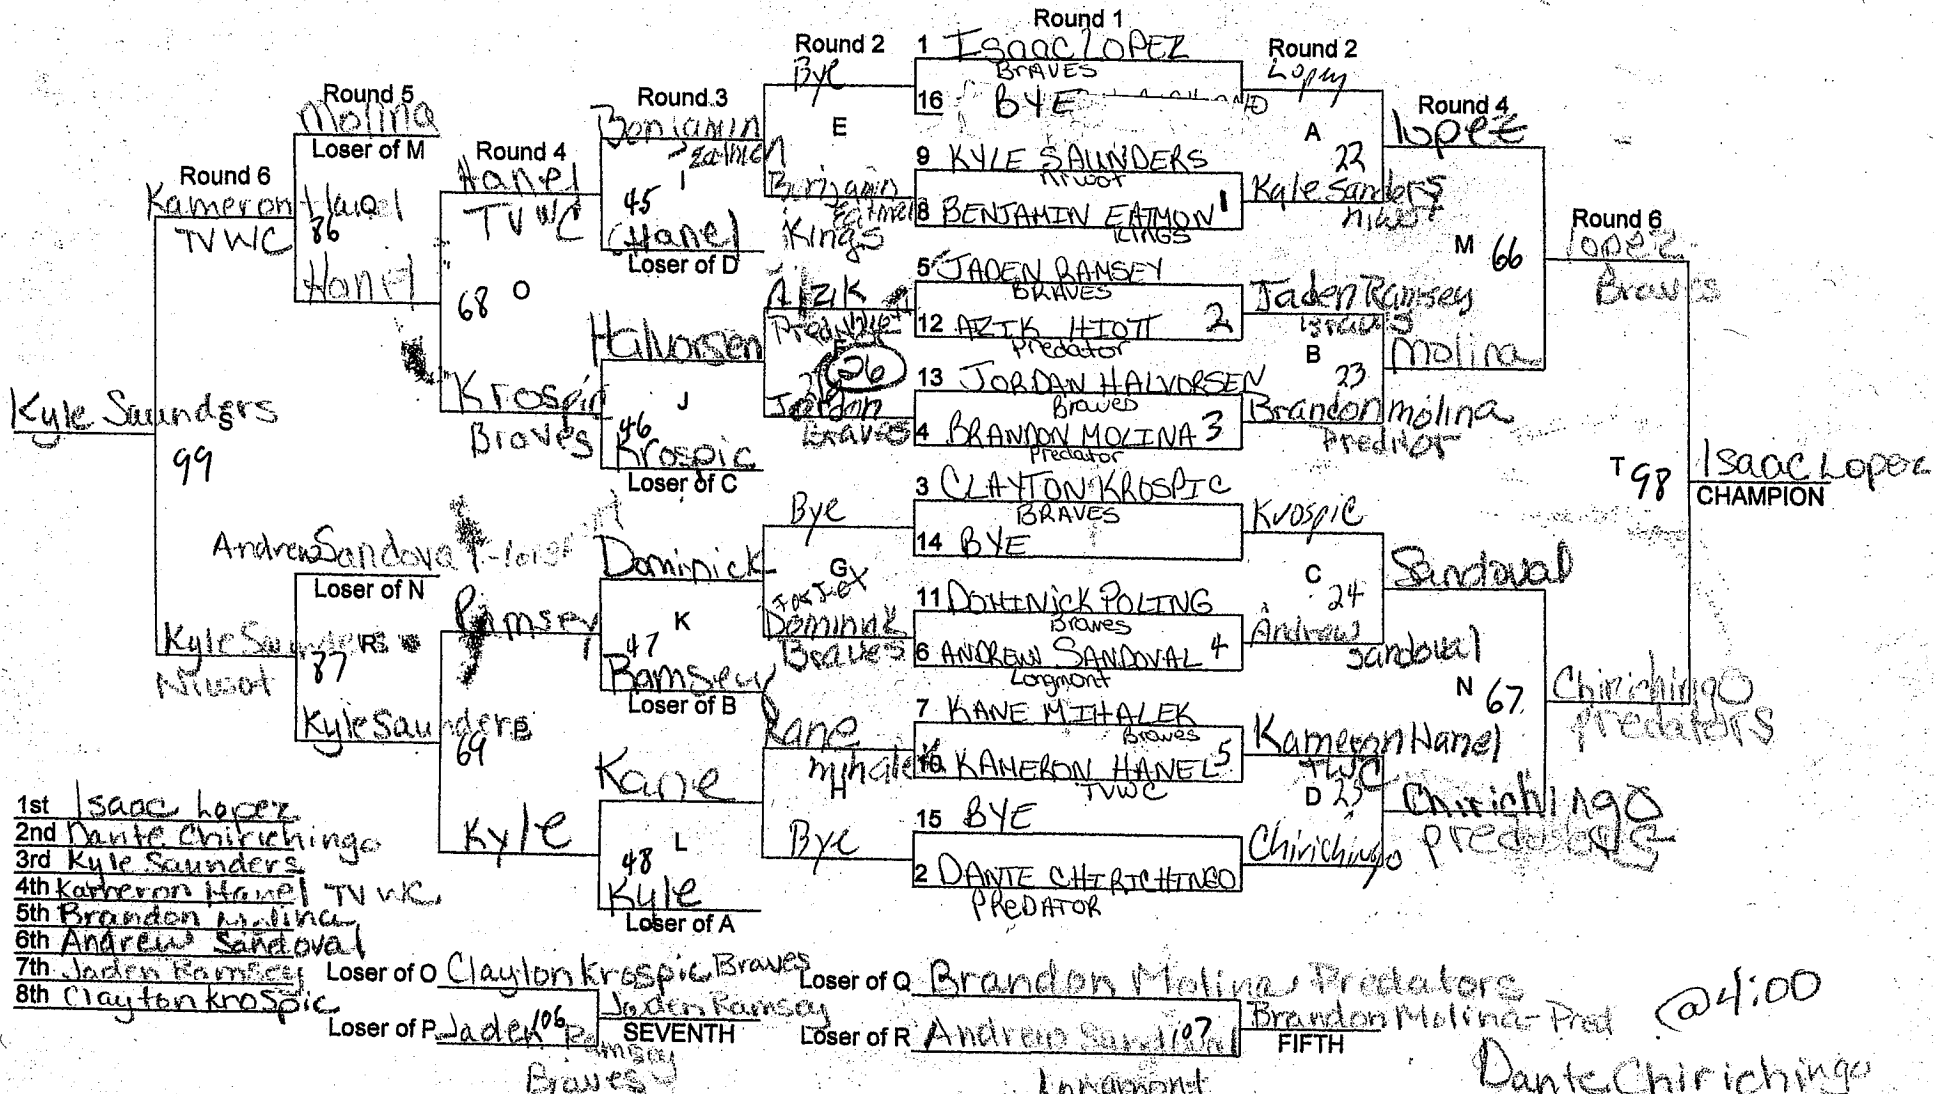 Round 1
Round 2
1 ISAAC LOPEZ
BRAVES
Round 2
Bye
Lopez
16 BYE
Round 5
Molina
Loser of M
Round 3
Benjamin
Eatmen
E
A
22
Round 4
lopez
Round 4
Hanel
TVWC
9 KYLE SAUNDERS
Niwot
Round 6
Kameron
TVWC
Hanel
Q
86
I
45
Benjamin
Kings
8 BENJAMIN EATMON 1
KINGS
Kyle Sanders
Niwot
Hanel
Loser of D
M 66
Round 6
lopez
Braves
5 JADEN RAMSEY
BRAVES
Hanel
68 O
Azik
12 AZIK HIOTT 2
Predator
Jaden Ramsey
Braves
Halvorsen
F
26
B
23
Molina
13 JORDAN HALVORSEN
Braves
Krospic
Braves
J
46
Jordan
Braves
4 BRANDON MOLINA 3
Predator
Brandon Molina
Preditor
Kyle Saunders
99
Krospic
Loser of C
T 98
Isaac Lopez
CHAMPION
3 CLAYTON KROSPIC
BRAVES
Bye
Krospic
14 BYE
Andrew Sandoval
Loser of N
Dominick
G
C
24
Sandoval
11 DOMINICK POLING
Braves
Ramsey
K
47
Dominick
Braves
6 ANDREW SANDOVAL 4
Longmont
Andrew
Sandoval
Kyle Saunders
Niwot
R
87
Ramsey
Loser of B
N 67
Chirichingo
predators
7 KANE MIHALEK
Braves
Kyle Saunders
P
69
Kane
Mihalek
10 KAMERON HANEL 5
TVWC
Kameron Hanel
TVWC
Kane
H
D 25
Chirichingo
predators
15 BYE
Kyle
L
48
Bye
2 DANTE CHIRICHINGO
PREDATOR
Chirichingo
Kyle
Loser of A
1st Isaac Lopez
2nd Dante Chirichingo
3rd Kyle Saunders
4th Kameron Hanel TVWC
5th Brandon Molina
6th Andrew Sandoval
7th Jaden Ramsey
8th Clayton Krospic
Loser of O Clayton Krospic Braves
Loser of P Jaden Ramsey
Braves
106
Jaden Ramsay
SEVENTH
Loser of Q Brandon Molina Predators
Loser of R Andrew Sandoval
Longmont
107
Brandon Molina-Pred
FIFTH
@4:00
Dante Chirichingo